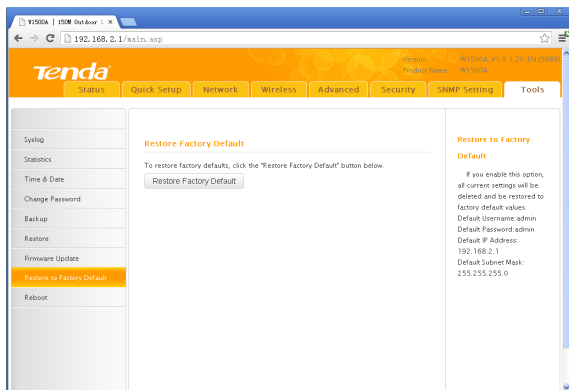 W1500A | 150M Outdoor
192.168.2.1/main.asp
Tenda
Version: W1500A_V1.0.1.20_EN (5989)
Product Name: W1500A
Status Quick Setup Network Wireless Advanced Security SNMP Setting Tools
Syslog
Statistics
Time & Date
Change Password
Backup
Restore
Firmware Update
Restore to Factory Default
Reboot
Restore Factory Default
To restore factory defaults, click the "Restore Factory Default" button below.
Restore Factory Default
Restore to Factory
Default
If you enable this option,
all current settings will be
deleted and be restored to
factory default values.
Default Username:admin
Default Password:admin
Default IP Address:
192.168.2.1
Default Subnet Mask:
255.255.255.0